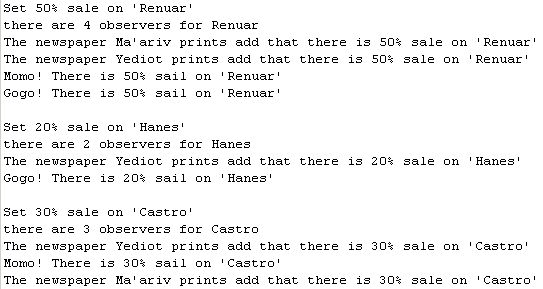 Set 50% sale on 'Renuar'
there are 4 observers for Renuar
The newspaper Ma'ariv prints add that there is 50% sale on 'Renuar'
The newspaper Yediot prints add that there is 50% sale on 'Renuar'
Momo! There is 50% sail on 'Renuar'
Gogo! There is 50% sail on 'Renuar'
Set 20% sale on 'Hanes'
there are 2 observers for Hanes
The newspaper Yediot prints add that there is 20% sale on 'Hanes'
Gogo! There is 20% sail on 'Hanes'
Set 30% sale on 'Castro'
there are 3 observers for Castro
The newspaper Yediot prints add that there is 30% sale on 'Castro'
Momo! There is 30% sail on 'Castro'
The newspaper Ma'ariv prints add that there is 30% sale on 'Castro'